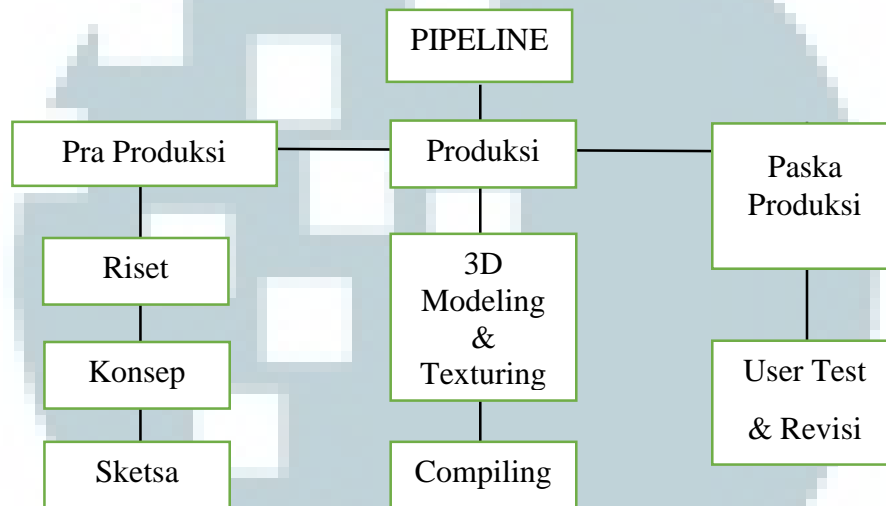 PIPELINE
Pra Produksi
Produksi
Paska
Produksi
Riset
3D
Modeling
&
Texturing
Konsep
User Test
& Revisi
Sketsa
Compiling